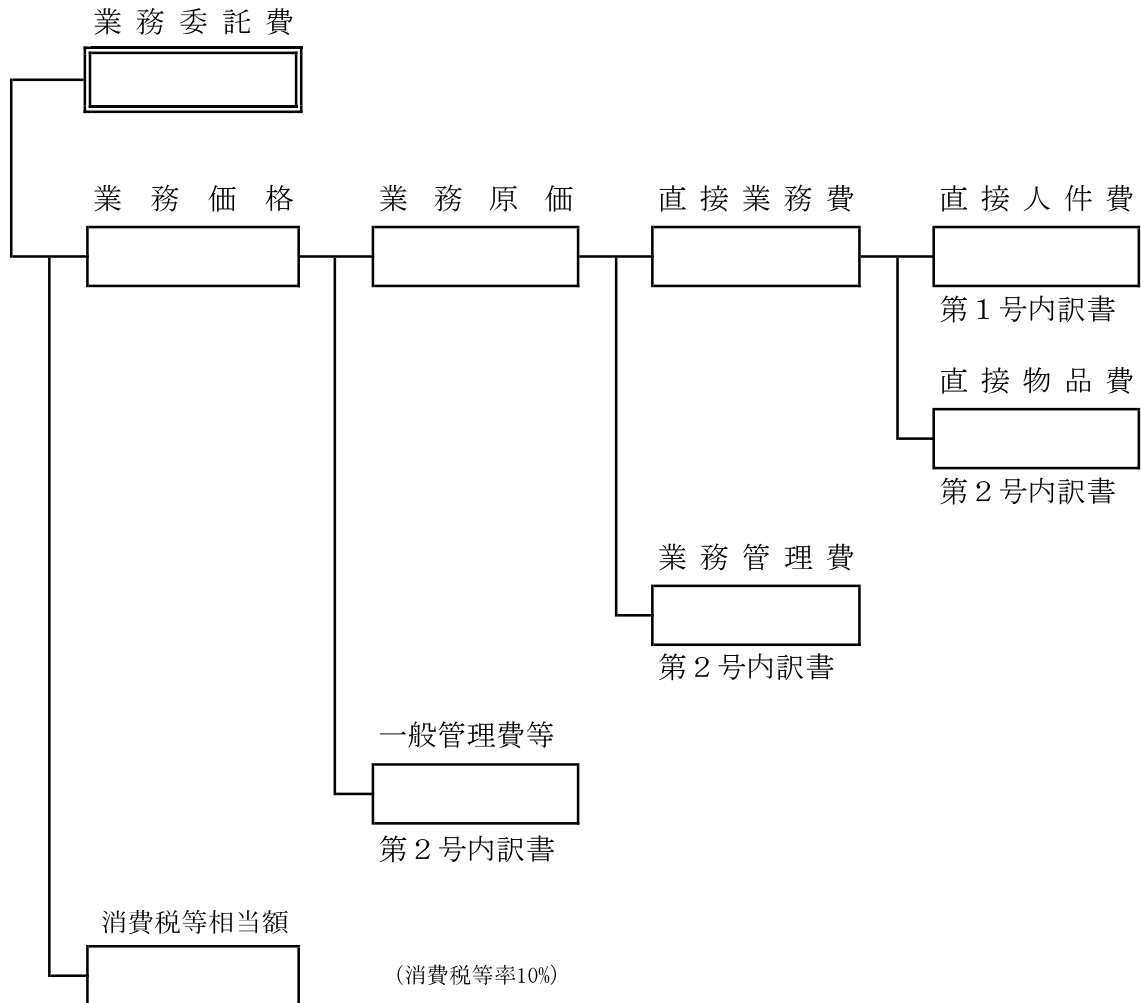 業務委託費
業務価格 業務原価 直接業務費 直接人件費
第１号内訳書
直接物品費
第２号内訳書
業務管理費
第２号内訳書
一般管理費等
第２号内訳書
消費税等相当額
(消費税等率10%)